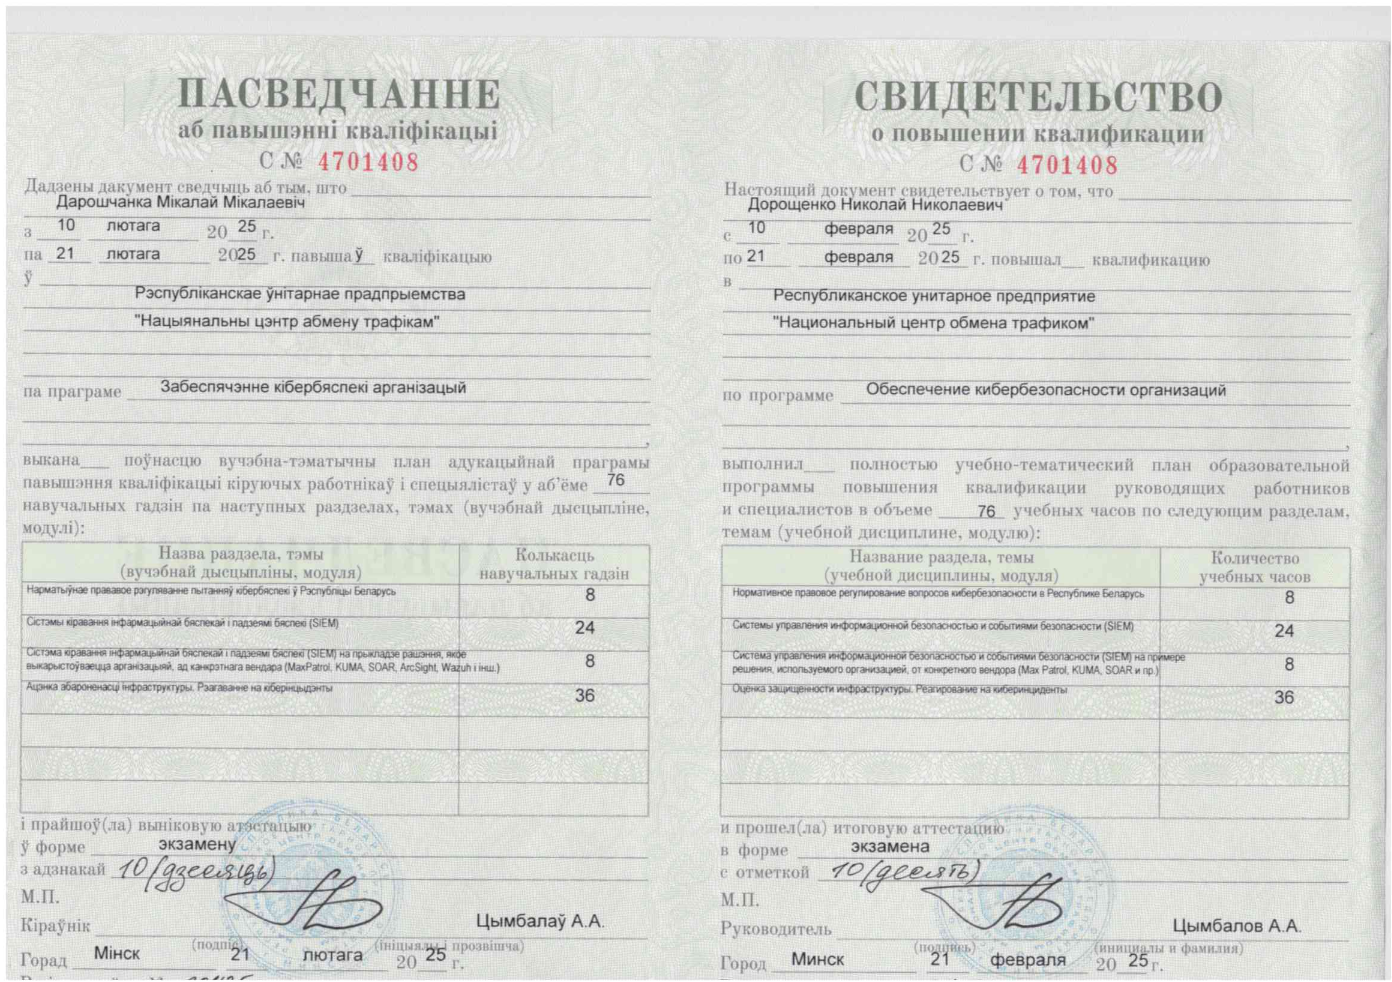 ПАСВЕДЧАННЕ
аб павышэнні кваліфікацыі
С № 4701408
Дадзены дакумент сведчыць аб тым, што
Дарошчанка Мікалай Мікалаевіч
з 10 лютага 2025 г.
па 21 лютага 2025 г. павышаў кваліфікацыю
ў
Рэспубліканскае ўнітарнае прадпрыемства
"Нацыянальны цэнтр абмену трафікам"
па праграме Забеспячэнне кібербяспекі арганізацый
,
выкана___ поўнасцю вучэбна-тэматычны план адукацыйнай праграмы
павышэння кваліфікацыі кіруючых работнікаў і спецыялістаў у аб'ёме 76
навучальных гадзін па наступных раздзелах, тэмах (вучэбнай дысцыпліне,
модулі):
Назва раздзела, тэмы
(вучэбнай дысцыпліны, модуля)
Колькасць
навучальных гадзін
Нарматыўнае прававое рэгуляванне пытанняў кібербяспекі ў Рэспубліцы Беларусь 8
Сістэмы кіравання інфармацыйнай бяспекай і падзеямі бяспекі (SIEM) 24
Сістэма кіравання інфармацыйнай бяспекай і падзеямі бяспекі (SIEM) на прыкладзе рашэння, якое
выкарыстоўваецца арганізацыяй, ад канкрэтнага вендара (MaxPatrol, KUMA, SOAR, ArcSight, Wazuh і інш.) 8
Ацэнка абароненасці інфраструктуры. Рэагаванне на кіберінцыдэнты 36
і прайшоў(ла) выніковую атэстацыю
ў форме экзамену
з адзнакай 10 (дзесяць)
М.П.
Кіраўнік Цымбалаў А.А.
(подпіс) (ініцыялы і прозвішча)
Горад Мінск 21 лютага 2025 г.
СВИДЕТЕЛЬСТВО
о повышении квалификации
С № 4701408
Настоящий документ свидетельствует о том, что
Дорощенко Николай Николаевич
с 10 февраля 2025 г.
по 21 февраля 2025 г. повышал___ квалификацию
в
Республиканское унитарное предприятие
"Национальный центр обмена трафиком"
по программе Обеспечение кибербезопасности организаций
,
выполнил___ полностью учебно-тематический план образовательной
программы повышения квалификации руководящих работников
и специалистов в объеме 76 учебных часов по следующим разделам,
темам (учебной дисциплине, модулю):
Название раздела, темы
(учебной дисциплины, модуля)
Количество
учебных часов
Нормативное правовое регулирование вопросов кибербезопасности в Республике Беларусь 8
Системы управления информационной безопасностью и событиями безопасности (SIEM) 24
Система управления информационной безопасностью и событиями безопасности (SIEM) на примере
решения, используемого организацией, от конкретного вендора (Max Patrol, KUMA, SOAR и пр.) 8
Оценка защищенности инфраструктуры. Реагирование на киберинциденты 36
и прошел(ла) итоговую аттестацию
в форме экзамена
с отметкой 10 (десять)
М.П.
Руководитель Цымбалов А.А.
(подпись) (инициалы и фамилия)
Город Минск 21 февраля 2025 г.